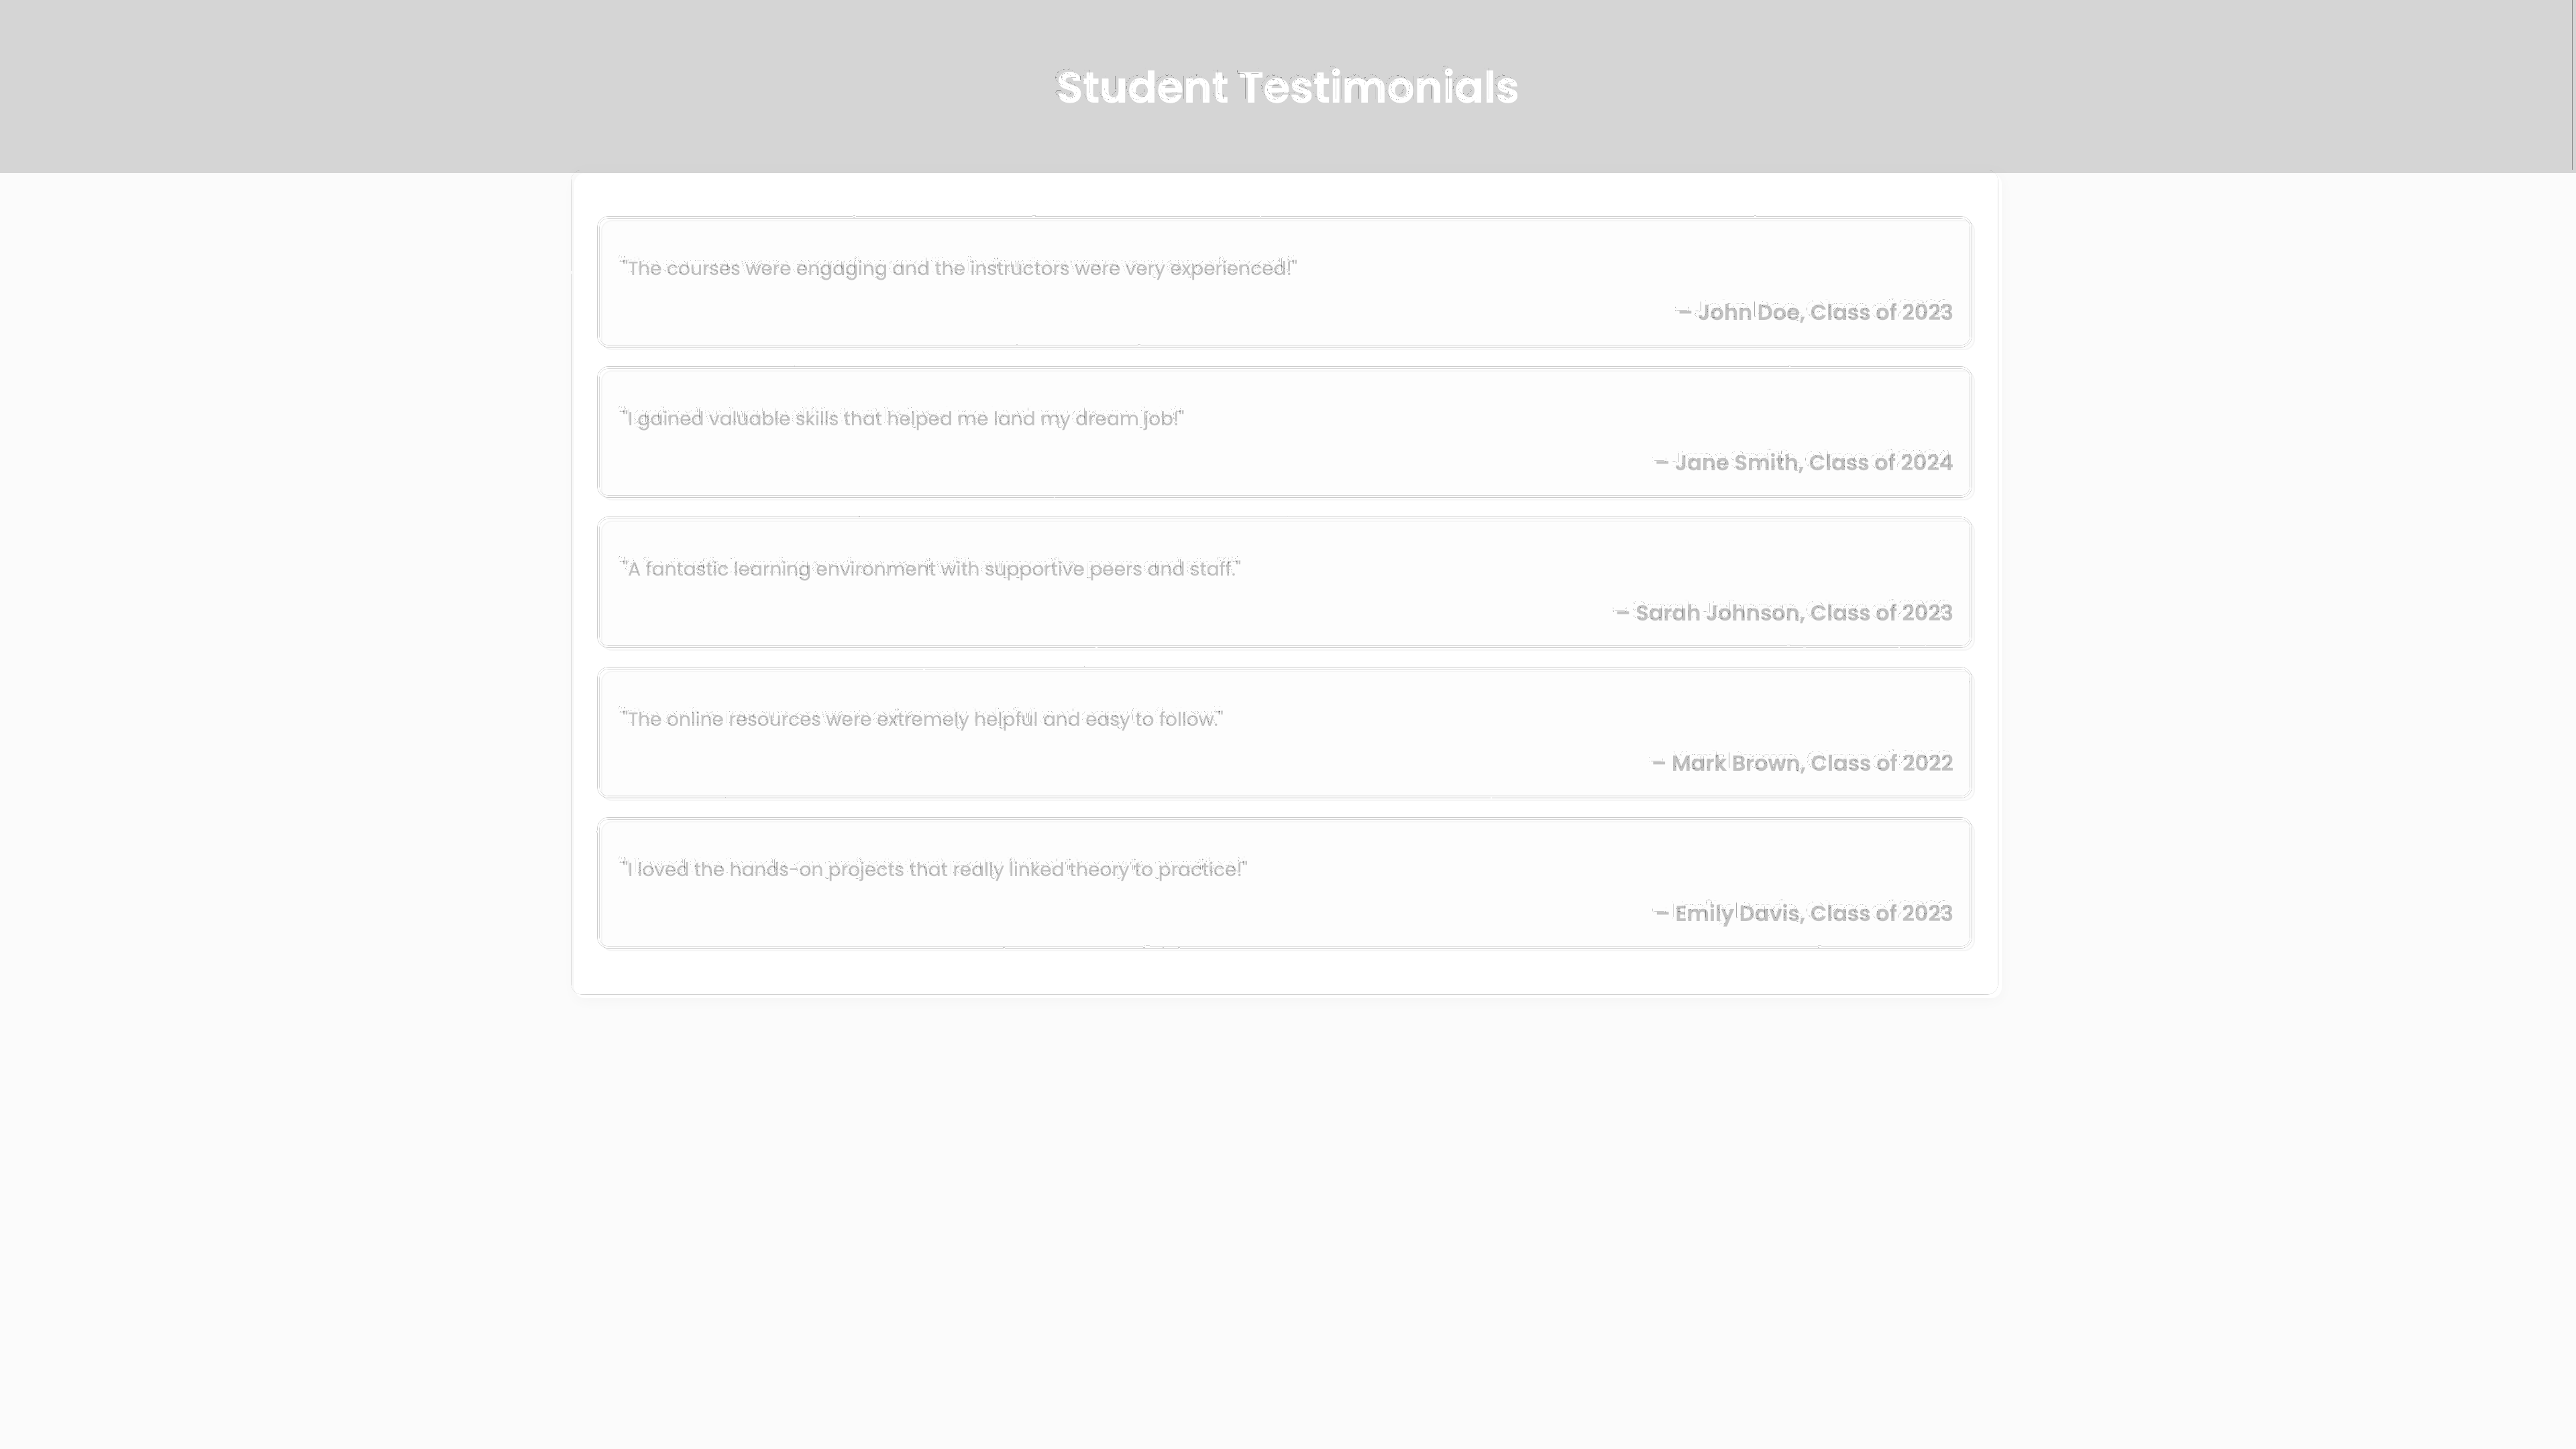 Student Testimonials
"The courses were engaging and the instructors were very experienced!"
– John Doe, Class of 2023
"I gained valuable skills that helped me land my dream job!"
– Jane Smith, Class of 2024
"A fantastic learning environment with supportive peers and staff."
– Sarah Johnson, Class of 2023
"The online resources were extremely helpful and easy to follow."
– Mark Brown, Class of 2022
"I loved the hands-on projects that really linked theory to practice!"
– Emily Davis, Class of 2023